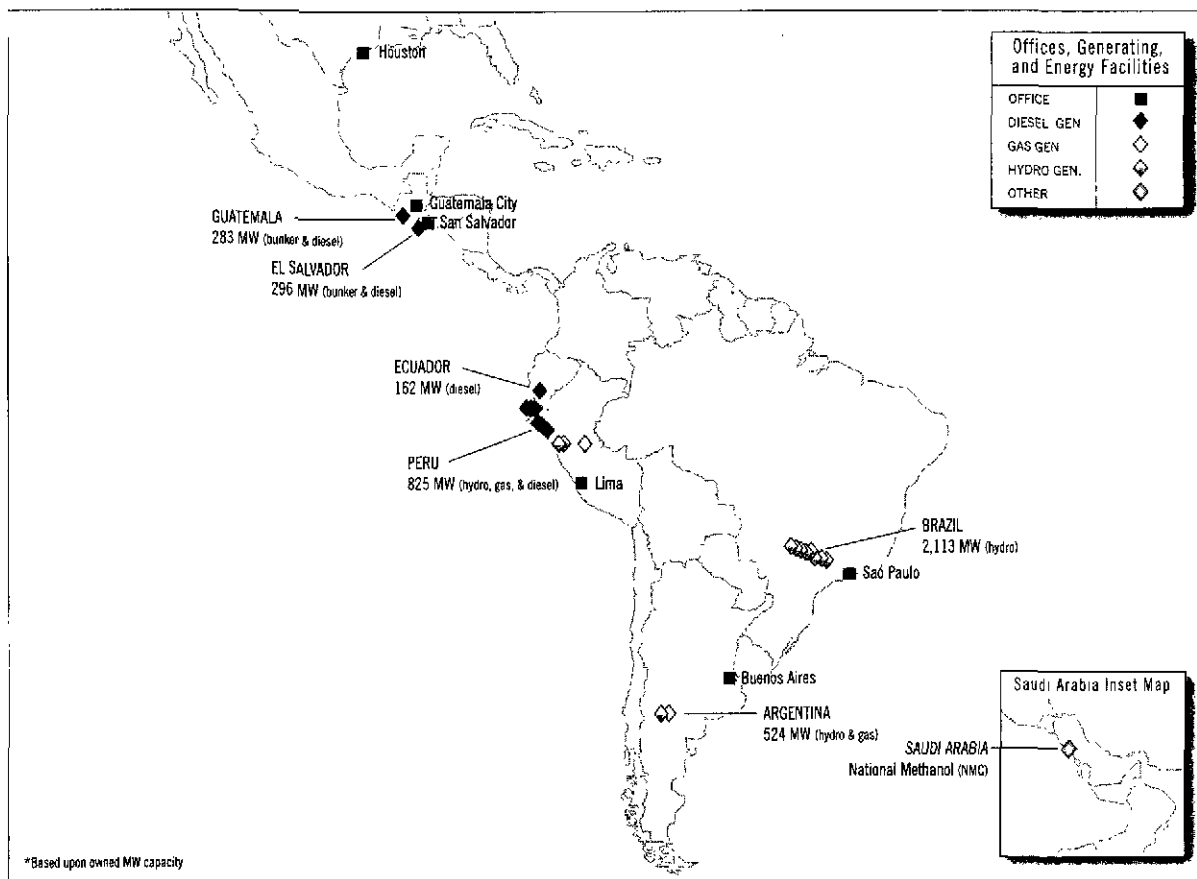 Houston
Offices, Generating,
and Energy Facilities
OFFICE
DIESEL GEN
GAS GEN
HYDRO GEN.
OTHER
Guatemala City
San Salvador
GUATEMALA
283 MW (bunker & diesel)
EL SALVADOR
296 MW (bunker & diesel)
ECUADOR
162 MW (diesel)
PERU
825 MW (hydro, gas, & diesel)
Lima
BRAZIL
2,113 MW (hydro)
Saó Paulo
Buenos Aires
ARGENTINA
524 MW (hydro & gas)
Saudi Arabia Inset Map
SAUDI ARABIA
National Methanol (NMC)
*Based upon owned MW capacity